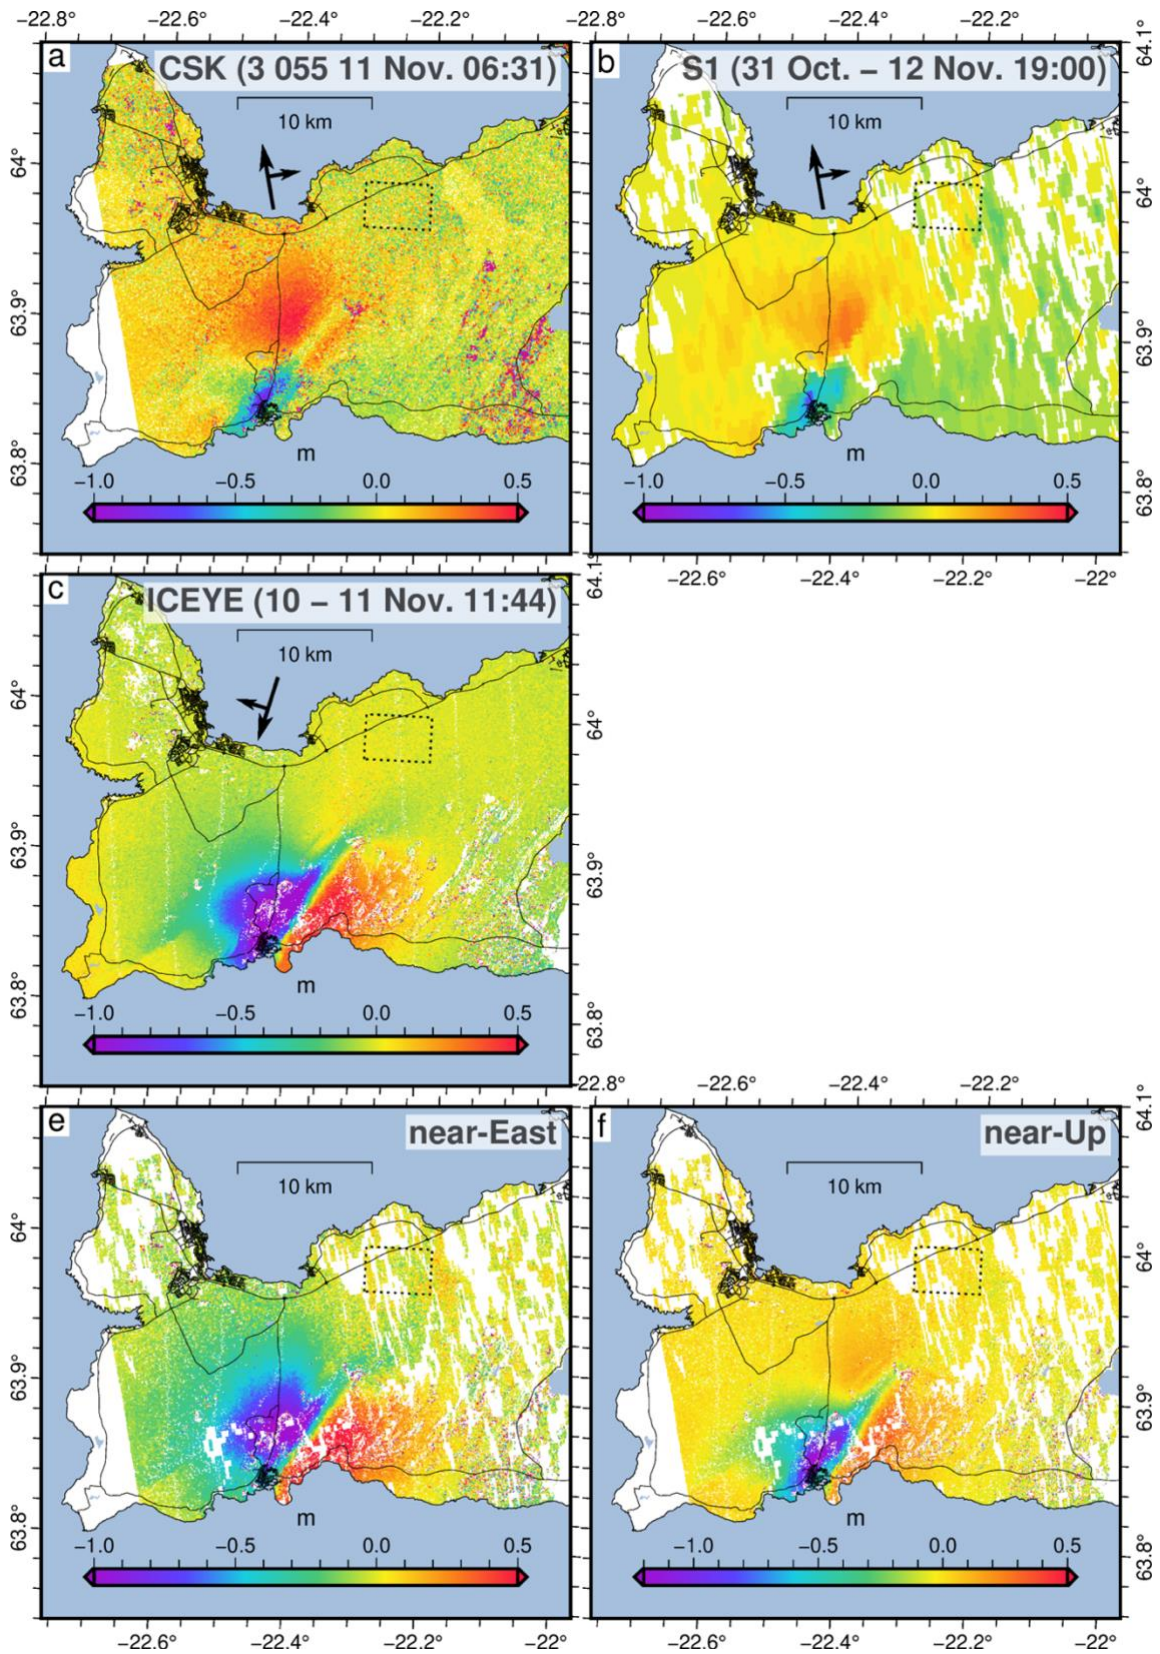 −22.8° −22.6° −22.4° −22.2°
−22.8° −22.6° −22.4° −22.2°
a
CSK (3 055 11 Nov. 06:31)
10 km
64°
63.9°
63.8°
m
−1.0 −0.5 0.0 0.5
b
S1 (31 Oct. – 12 Nov. 19:00)
10 km
64.1°
64°
63.9°
63.8°
m
−1.0 −0.5 0.0 0.5
−22.6° −22.4° −22.2° −22°
c
ICEYE (10 – 11 Nov. 11:44)
10 km
64°
63.9°
63.8°
64.1°
64°
63.9°
63.8°
m
−1.0 −0.5 0.0 0.5
22.8° −22.6° −22.4° −22.2°
e
near-East
10 km
64°
63.9°
63.8°
m
−1.0 −0.5 0.0 0.5
−22.6° −22.4° −22.2° −22°
f
near-Up
10 km
64.1°
64°
63.9°
63.8°
m
−1.0 −0.5 0.0 0.5
−22.6° −22.4° −22.2° −22°